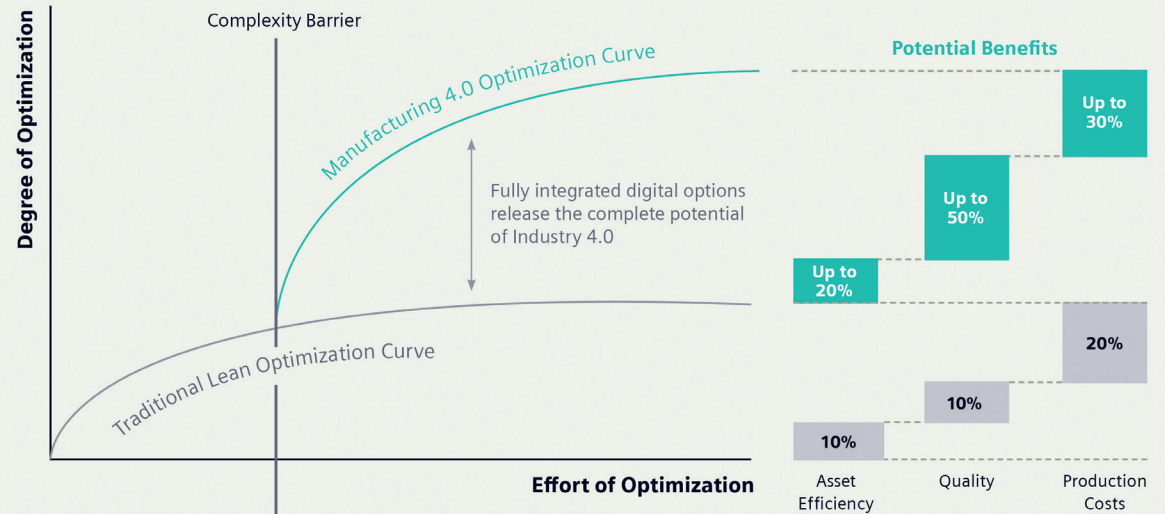 Complexity Barrier
Degree of Optimization
Manufacturing 4.0 Optimization Curve
Fully integrated digital options
release the complete potential
of Industry 4.0
Traditional Lean Optimization Curve
Effort of Optimization
Potential Benefits
Up to
30%
Up to
50%
Up to
20%
20%
10%
10%
Asset
Efficiency
Quality
Production
Costs